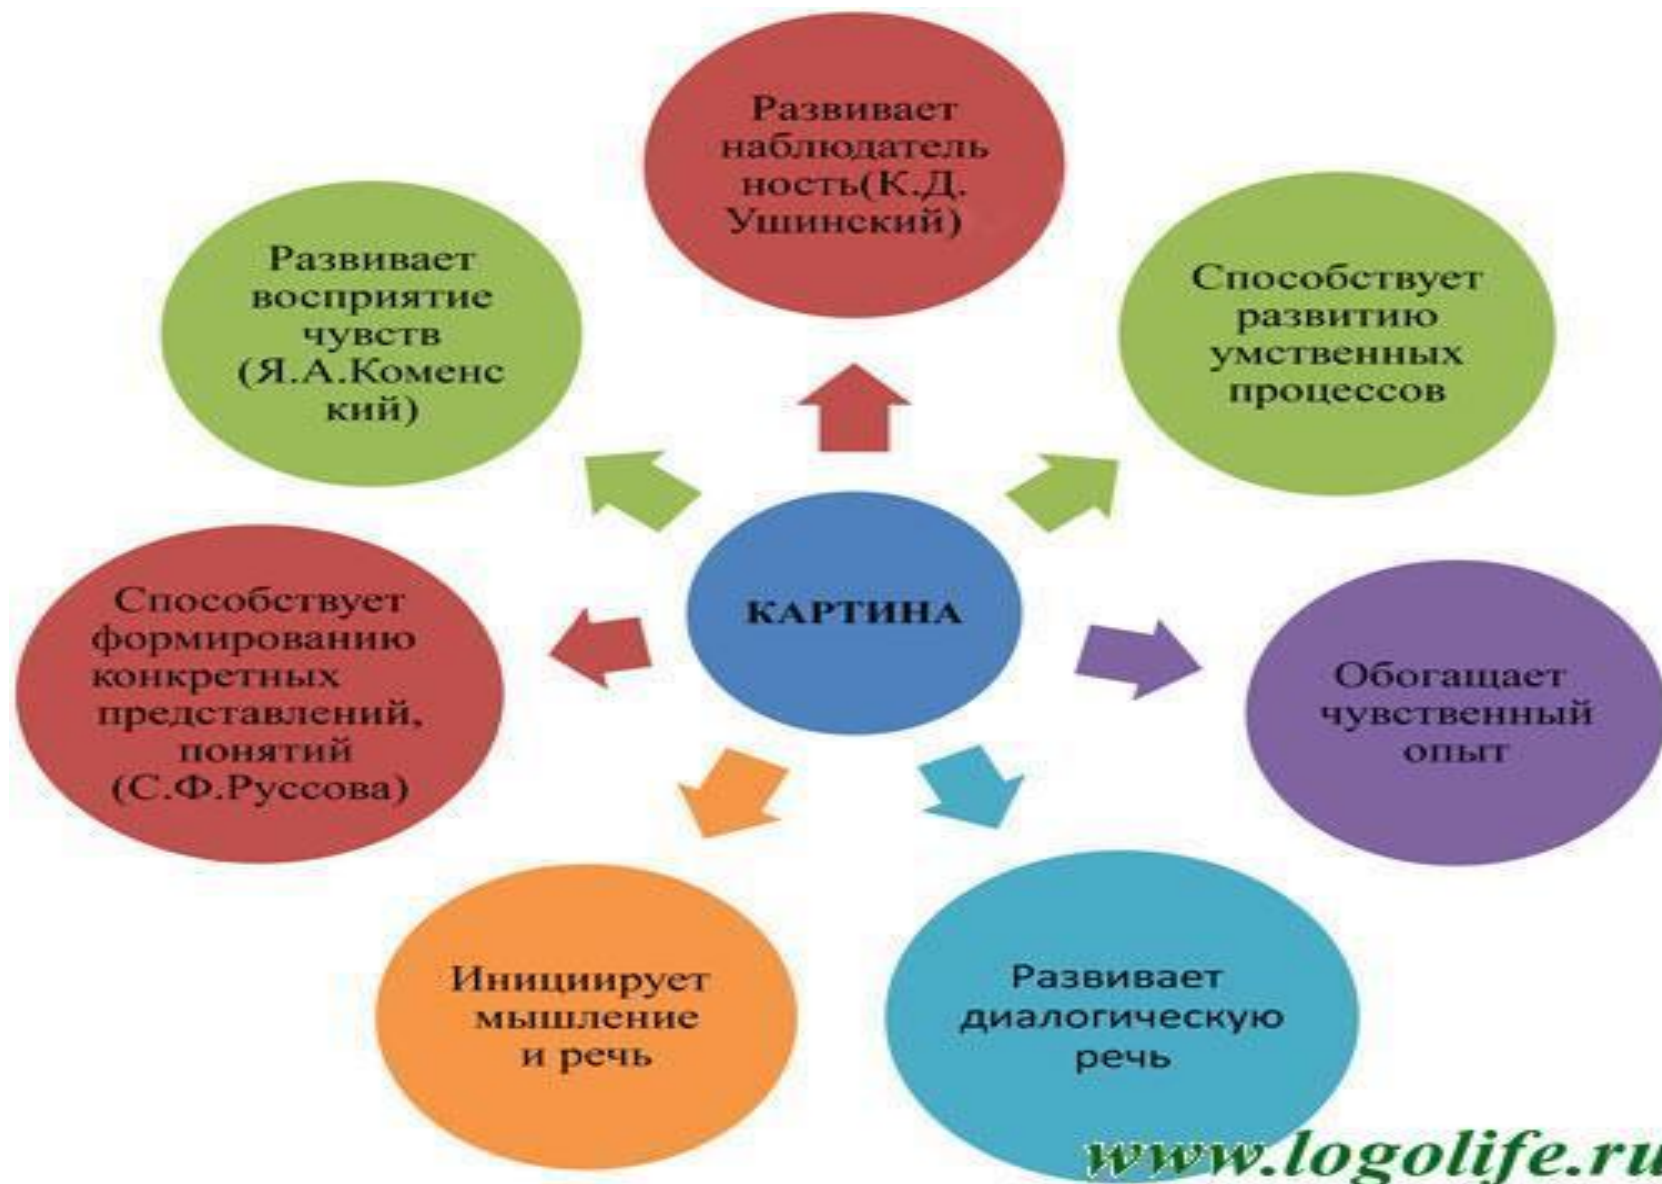 Развивает
наблюдатель
ность(К.Д.
Ушинский)
Способствует
развитию
умственных
процессов
Обогащает
чувственный
опыт
Развивает
диалогическую
речь
Инициирует
мышление
и речь
Способствует
формированию
конкретных
представлений,
понятий
(С.Ф.Руссова)
Развивает
восприятие
чувств
(Я.А.Коменс
кий)
КАРТИНА
www.logolife.ru